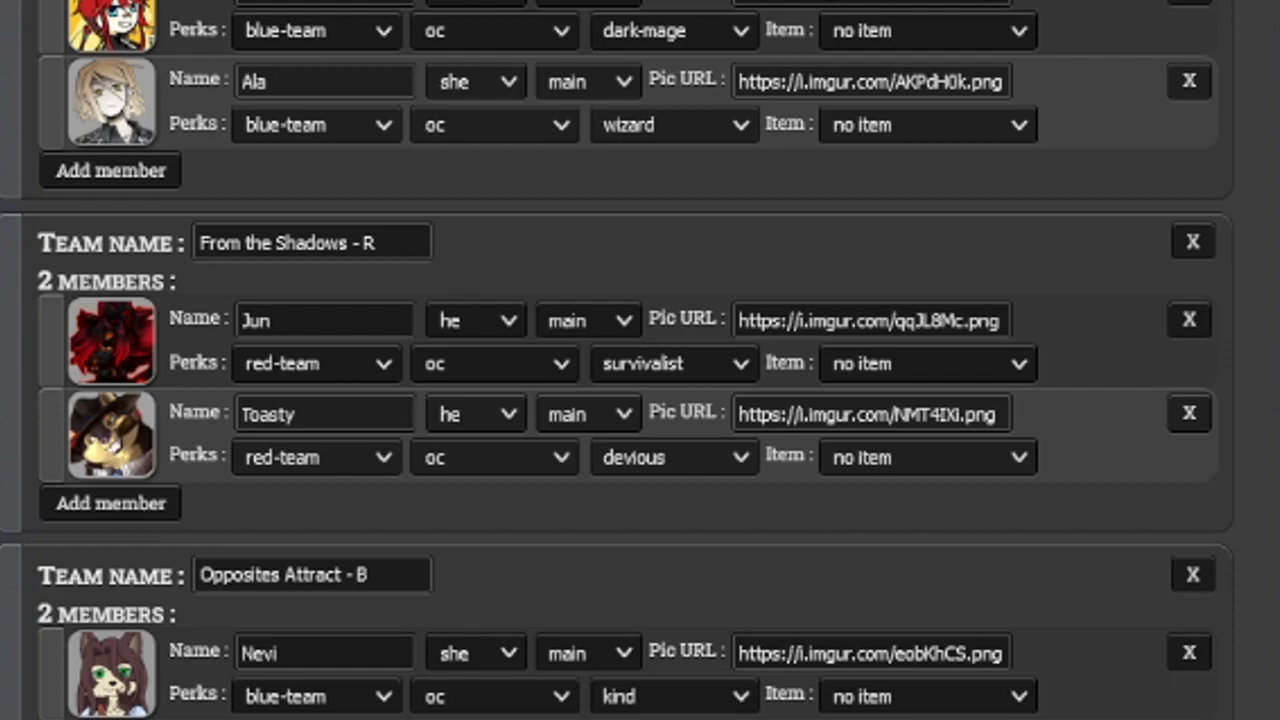 Perks : blue-team oc dark-mage Item : no item
Name : Ala she main Pic URL : https://i.imgur.com/AKPdH0k.png X
Perks : blue-team oc wizard Item : no item
Add member
TEAM NAME : From the Shadows - R X
2 MEMBERS :
Name : Jun he main Pic URL : https://i.imgur.com/qqJL8Mc.png X
Perks : red-team oc survivalist Item : no item
Name : Toasty he main Pic URL : https://i.imgur.com/NMT4IXi.png X
Perks : red-team oc devious Item : no item
Add member
TEAM NAME : Opposites Attract - B X
2 MEMBERS :
Name : Nevi she main Pic URL : https://i.imgur.com/eobKhCS.png X
Perks : blue-team oc kind Item : no item